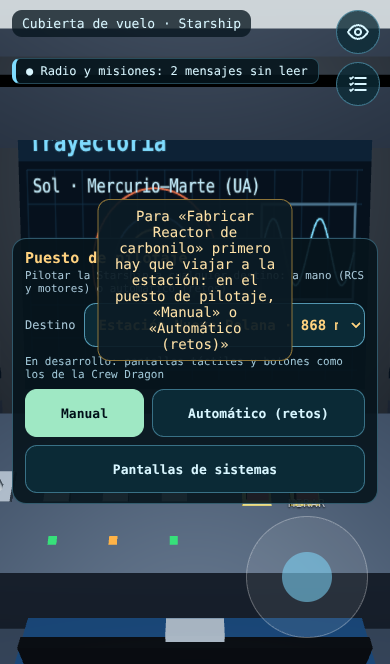 Cubierta de vuelo · Starship
● Radio y misiones: 2 mensajes sin leer
Trayectoria
Sol · Mercurio—Marte (UA)
Para «Fabricar
Reactor de
carbonilo» primero
hay que viajar a la
estación: en el
puesto de pilotaje,
«Manual» o
«Automático
(retos)»
Puesto de
Pilotar la
a mano (RCS
y motores)
Destino
868
En desarrollo: pantallas táctiles y botones como
los de la Crew Dragon
Manual
Automático (retos)
Pantallas de sistemas